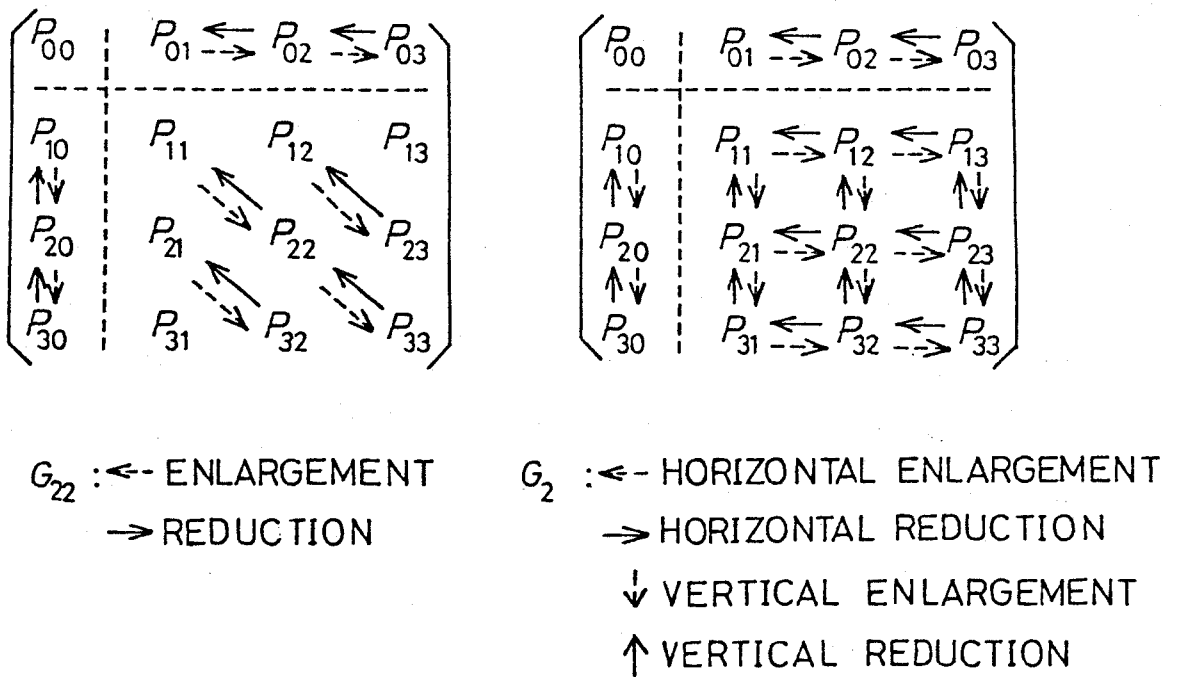 P00 P01 P02 P03
P10 P11 P12 P13
P20 P21 P22 P23
P30 P31 P32 P33
P00 P01 P02 P03
P10 P11 P12 P13
P20 P21 P22 P23
P30 P31 P32 P33
G22 : ⇠ ENLARGEMENT
→ REDUCTION
G2 : ⇠ HORIZONTAL ENLARGEMENT
→ HORIZONTAL REDUCTION
⇣ VERTICAL ENLARGEMENT
↑ VERTICAL REDUCTION